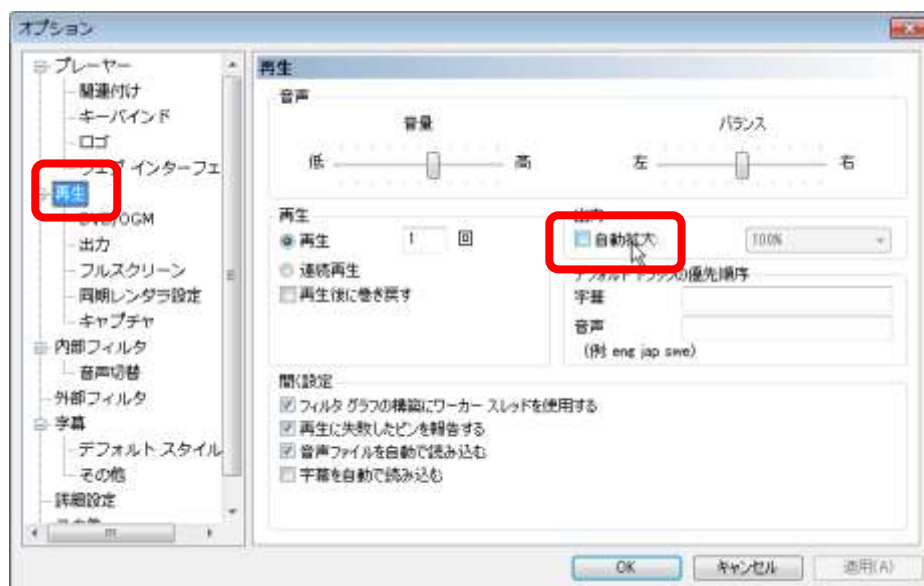 オプション
プレーヤー
関連付け
キーバインド
ロゴ
インターフェ
再生
DVD/OGM
出力
フルスクリーン
同期レンダラ設定
キャプチャ
内部フィルタ
音声切替
外部フィルタ
字幕
デフォルト スタイル
その他
詳細設定
再生
音声
音量
バランス
低
高
左
右
再生
再生 1 回
連続再生
再生後に巻き戻す
出力
自動拡大 100%
デフォルト トラックの優先順序
字幕
音声
(例: eng jap swe)
開く設定
フィルタ グラフの構築にワーカー スレッドを使用する
再生に失敗したピンを報告する
音声ファイルを自動で読み込む
字幕を自動で読み込む
OK
キャンセル
適用(A)